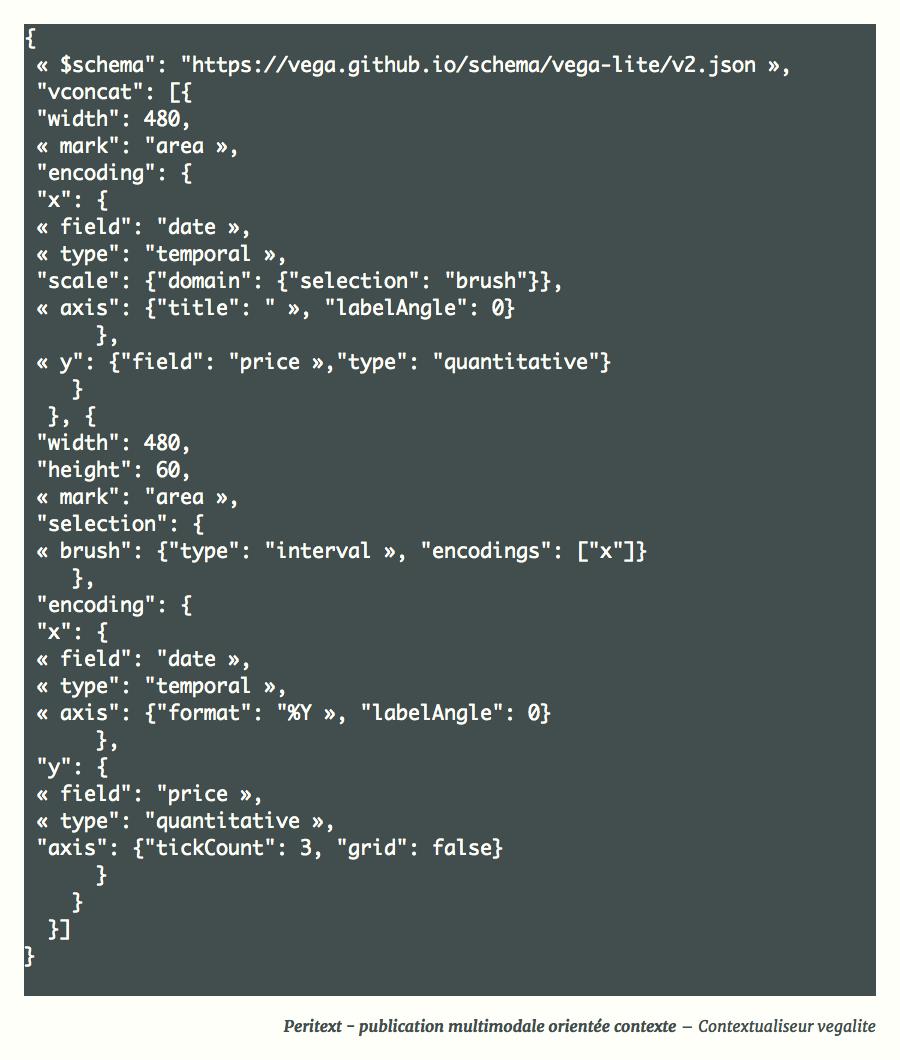 {
« $schema": "https://vega.github.io/schema/vega-lite/v2.json »,
"vconcat": [{
"width": 480,
« mark": "area »,
"encoding": {
"x": {
« field": "date »,
« type": "temporal »,
"scale": {"domain": {"selection": "brush"}},
« axis": {"title": " », "labelAngle": 0}
},
« y": {"field": "price »,"type": "quantitative"}
}
}, {
"width": 480,
"height": 60,
« mark": "area »,
"selection": {
« brush": {"type": "interval », "encodings": ["x"]}
},
"encoding": {
"x": {
« field": "date »,
« type": "temporal »,
« axis": {"format": "%Y », "labelAngle": 0}
},
"y": {
« field": "price »,
« type": "quantitative »,
"axis": {"tickCount": 3, "grid": false}
}
}
}]
}
Peritext – publication multimodale orientée contexte — Contextualiseur vegalite